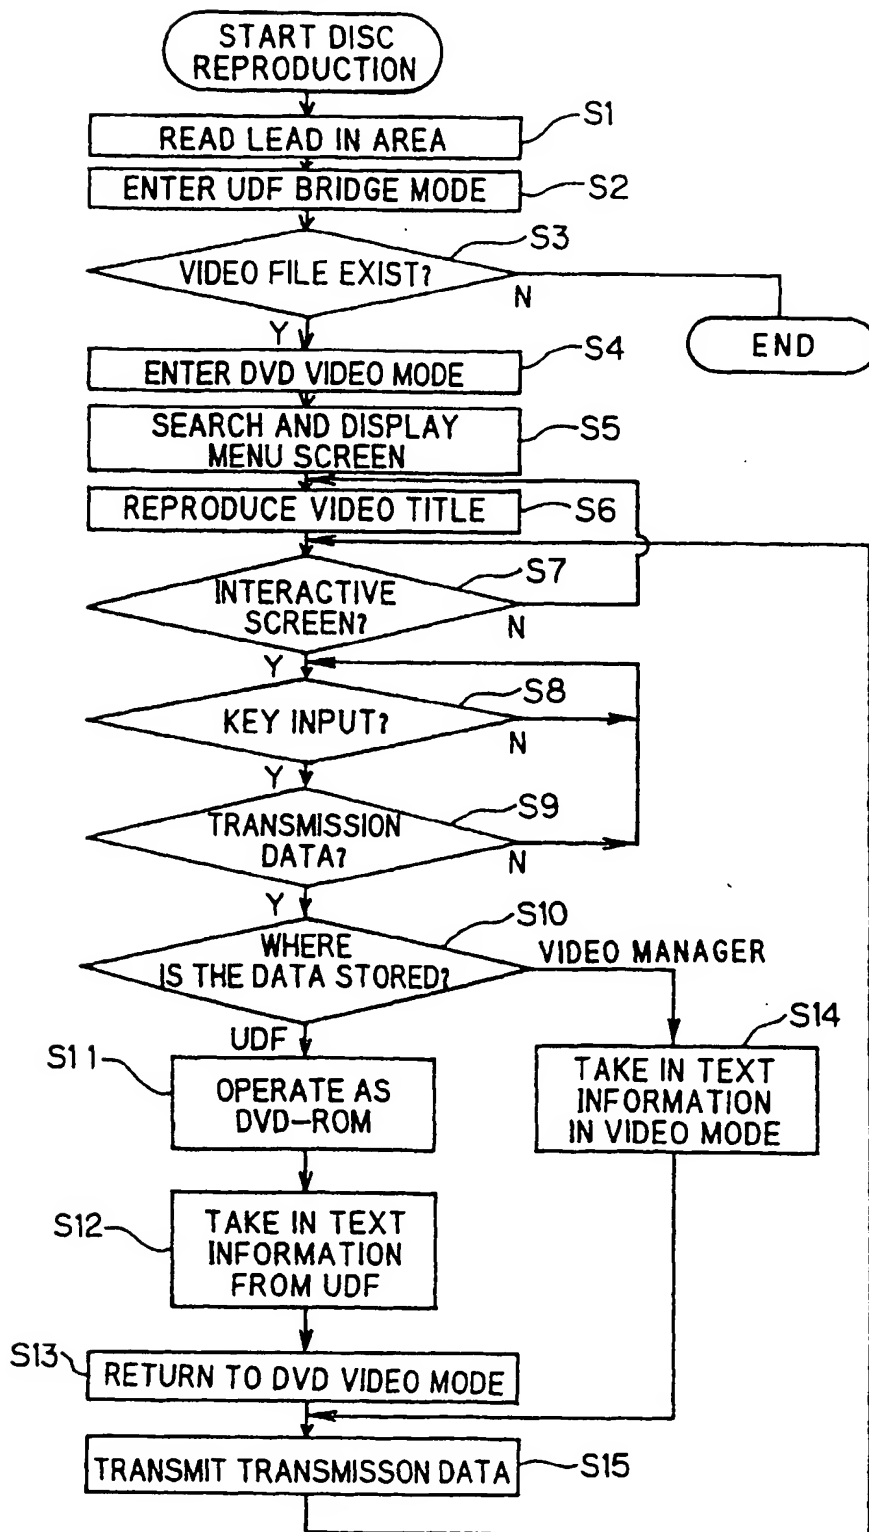 START DISC
REPRODUCTION
S1
READ LEAD IN AREA
ENTER UDF BRIDGE MODE
S2
S3
VIDEO FILE EXIST?
N
Y
END
S4
ENTER DVD VIDEO MODE
SEARCH AND DISPLAY
MENU SCREEN
S5
REPRODUCE VIDEO TITLE
S6
S7
INTERACTIVE
SCREEN?
N
Y
S8
KEY INPUT?
N
Y
S9
TRANSMISSION
DATA?
N
Y
S10
WHERE
IS THE DATA STORED?
VIDEO MANAGER
UDF
S11
OPERATE AS
DVD-ROM
S14
TAKE IN TEXT
INFORMATION
IN VIDEO MODE
S12
TAKE IN TEXT
INFORMATION
FROM UDF
S13
RETURN TO DVD VIDEO MODE
TRANSMIT TRANSMISSON DATA
S15